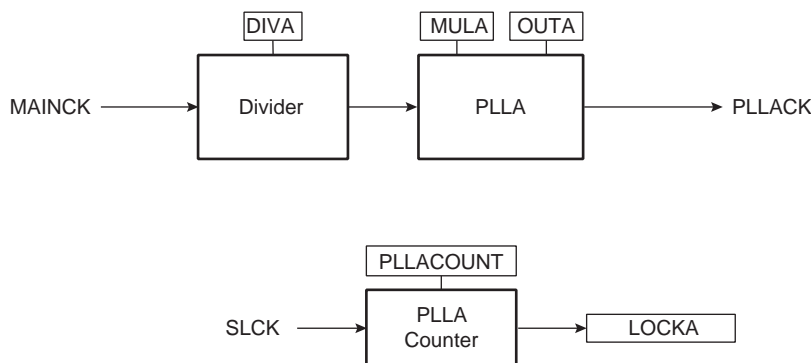 DIVA
MULA
OUTA
MAINCK
Divider
PLLA
PLLACK
PLLACOUNT
SLCK
PLLA
Counter
LOCKA